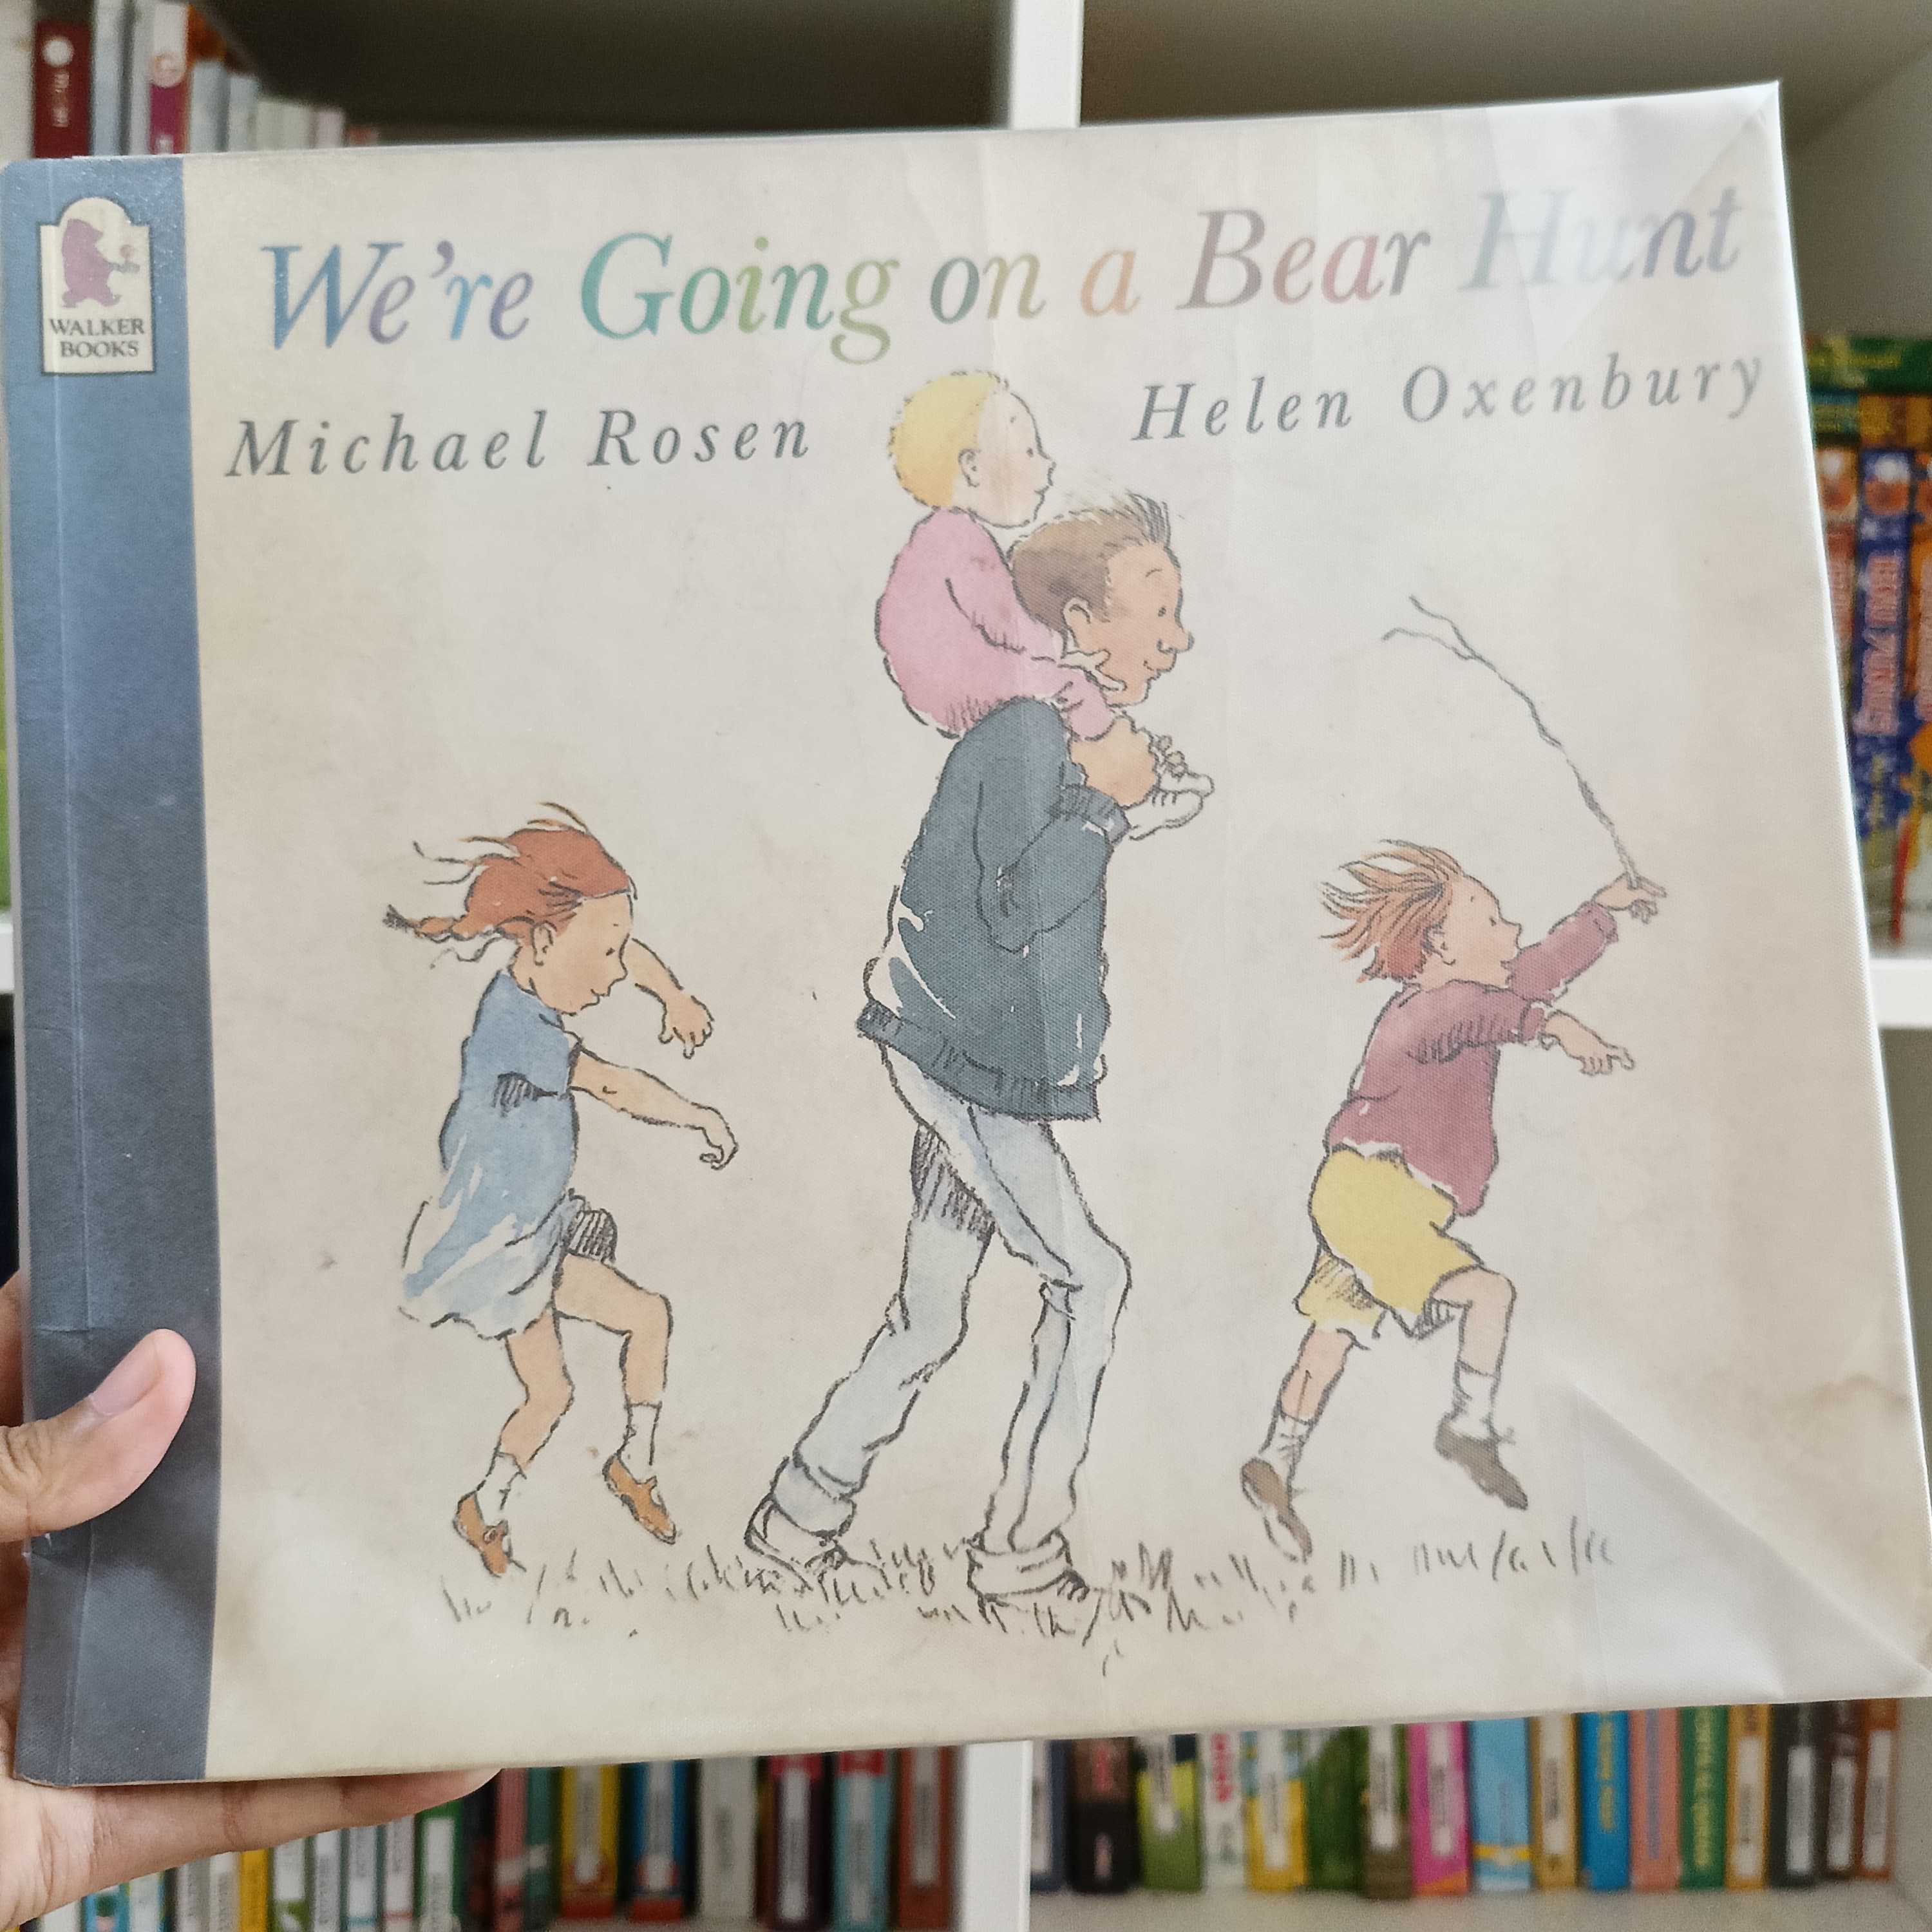 We're Going on a Bear Hunt
Michael Rosen
Helen Oxenbury
WALKER
BOOKS